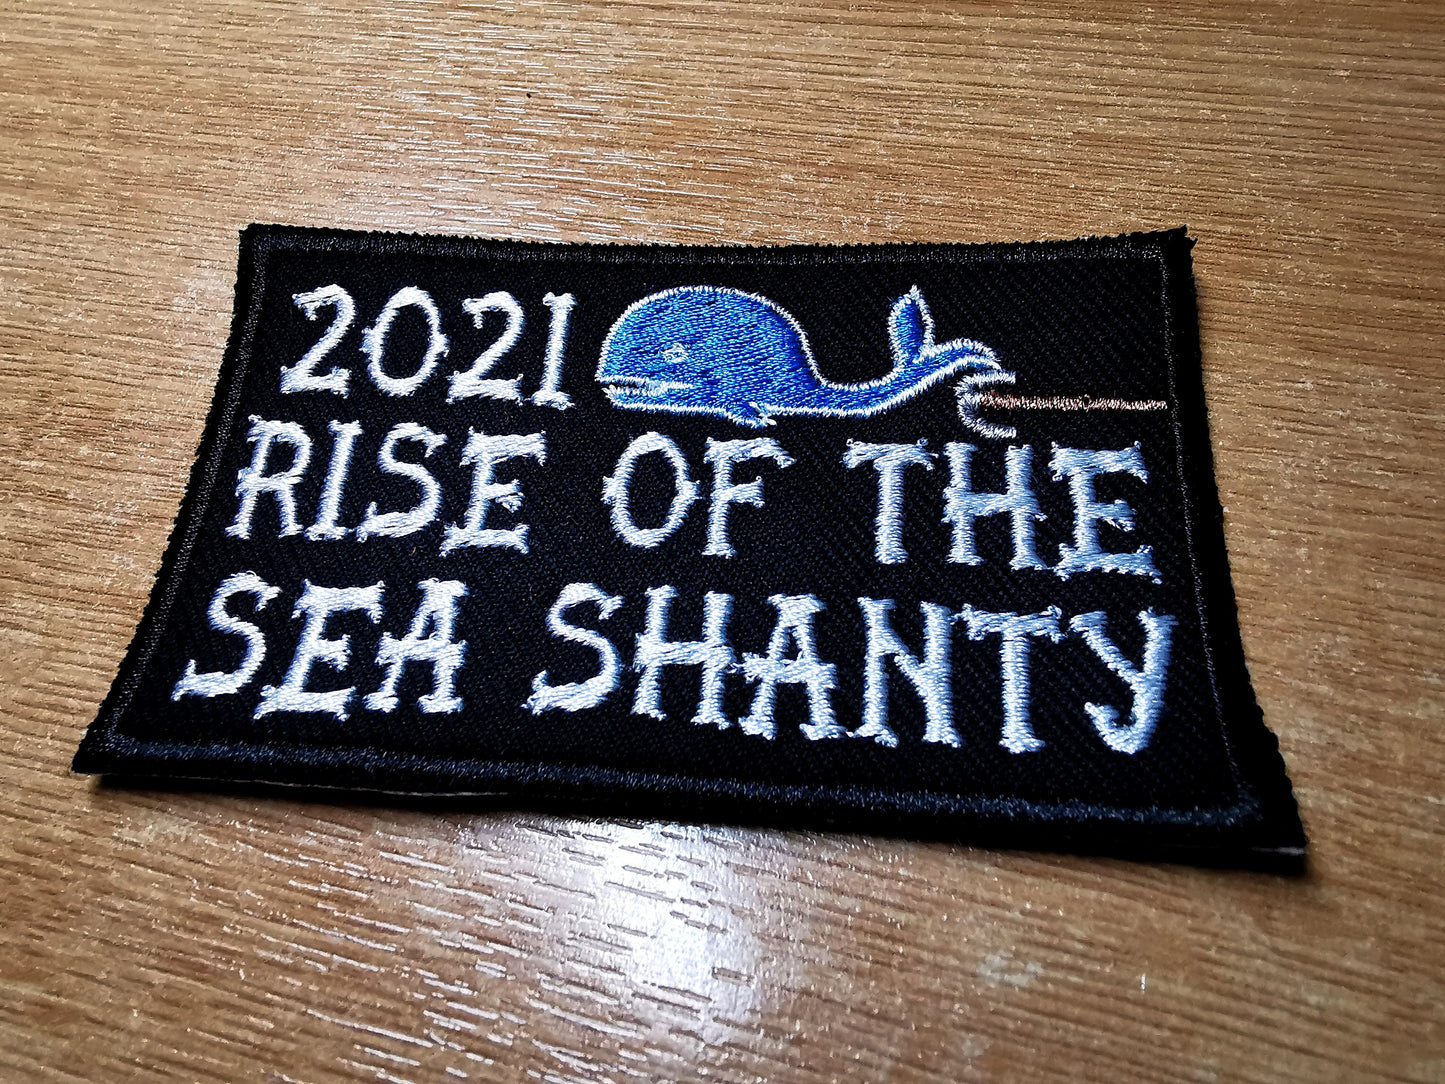 2021
RISE OF THE
SEA SHANTY